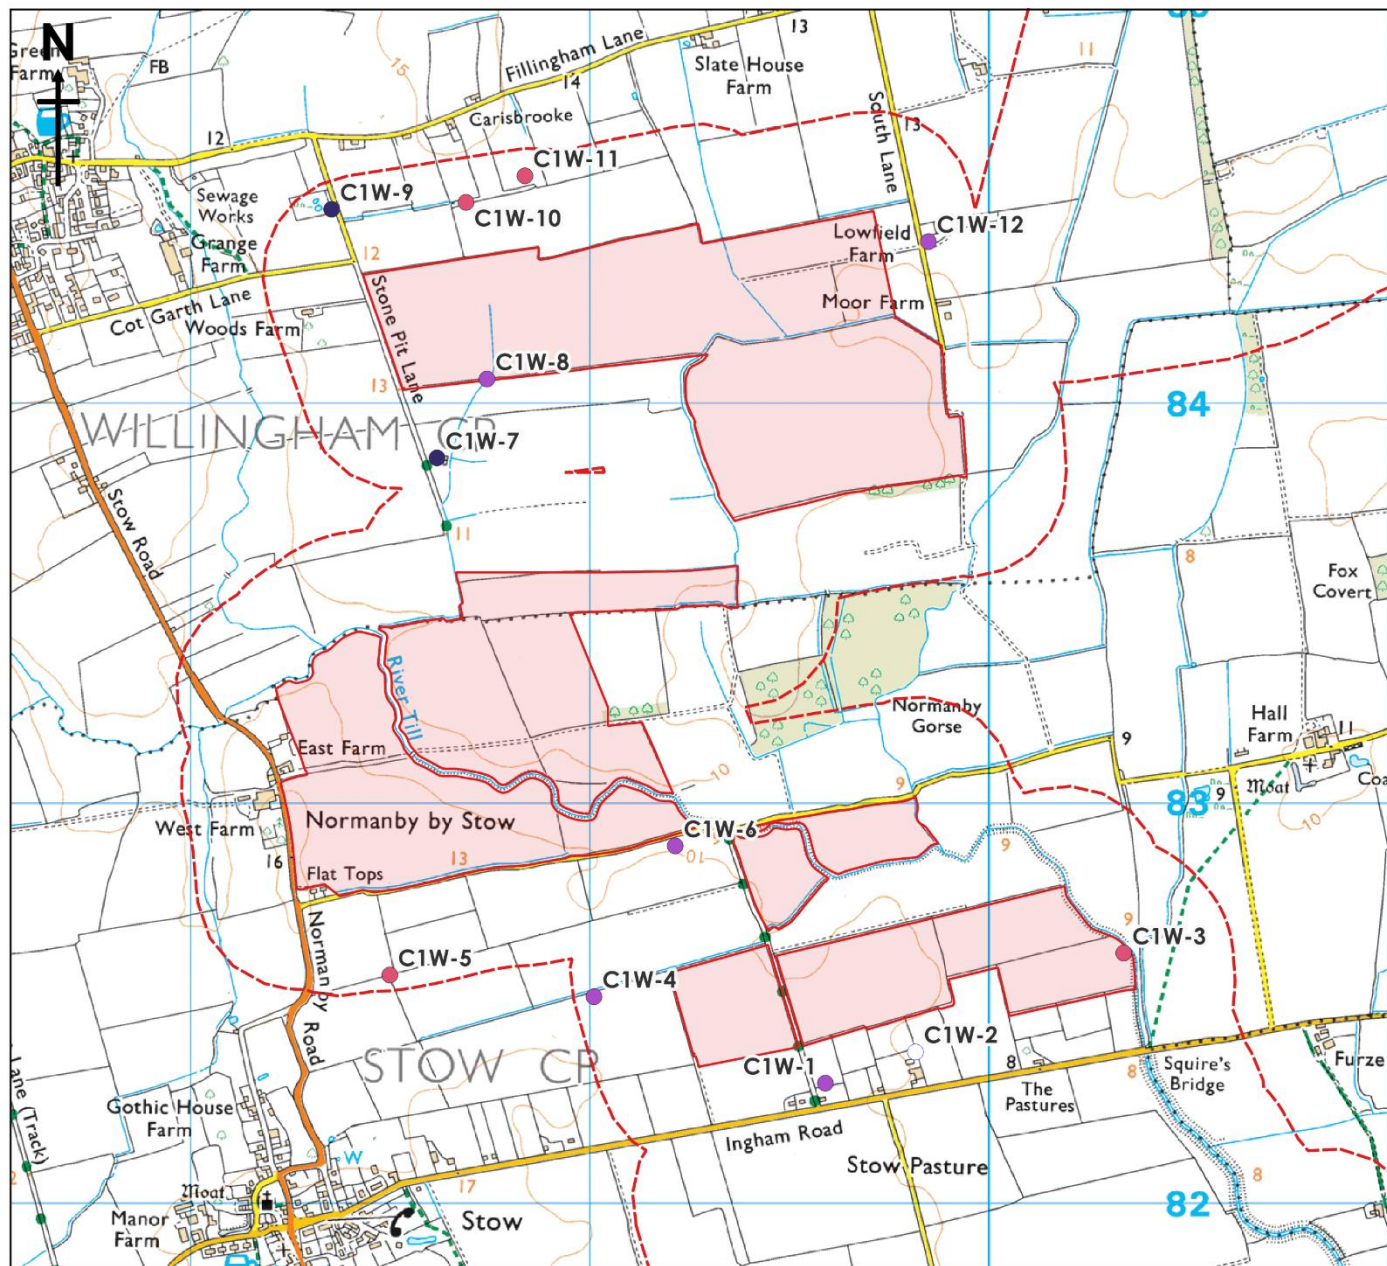 N
Green
Farm
FB
12
15
Fillingham Lane
14
13
Slate House
Farm
11
Carisbrooke
South Lane
13
C1W-11
Sewage
Works
C1W-9
C1W-10
Grange
Farm
12
Lowfield
Farm
C1W-12
Stone Pit Lane
Moor Farm
Cot Garth Lane
Woods Farm
C1W-8
13
84
WILLINGHAM CP
C1W-7
Stow Road
11
8
Fox
Covert
River Till
Normanby
Gorse
Hall
Farm
11
East Farm
9
10
9
Moat
9
Coa
83
West Farm
Normanby by Stow
C1W-6
10
16
13
10
9
Flat Tops
9
C1W-3
C1W-5
Normanby Road
C1W-4
C1W-2
STOW CP
C1W-1
8
8
Squire's
Bridge
Furze
The
Pastures
Lane (Track)
Gothic House
Farm
Ingham Road
W
Stow Pasture
8
17
Moat
82
Manor
Farm
Stow